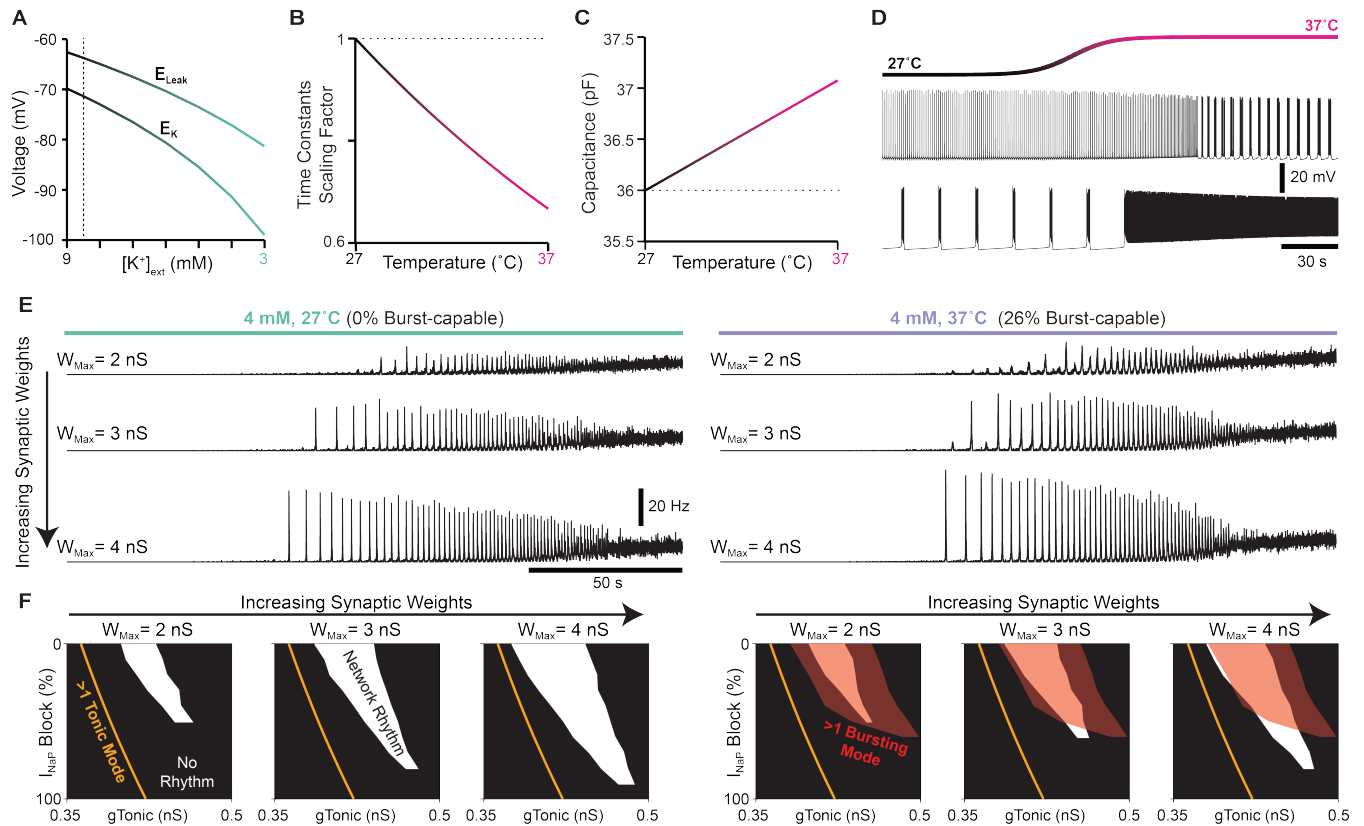 A
-60
-70
-80
-90
-100
Voltage (mV)
E_Leak
E_K
9
[K⁺]_ext (mM)
3
B
1
1
0.6
Time Constants
Scaling Factor
27
Temperature (˚C)
37
C
37.5
37
36.5
36
35.5
Capacitance (pF)
27
Temperature (˚C)
37
D
37˚C
27˚C
20 mV
30 s
E
4 mM, 27˚C (0% Burst-capable)
4 mM, 37˚C (26% Burst-capable)
Increasing Synaptic Weights
W_Max= 2 nS
W_Max= 3 nS
W_Max= 4 nS
20 Hz
50 s
W_Max= 2 nS
W_Max= 3 nS
W_Max= 4 nS
F
Increasing Synaptic Weights
W_Max= 2 nS
W_Max= 3 nS
W_Max= 4 nS
0
100
I_NaP Block (%)
>1 Tonic Mode
No
Rhythm
Network Rhythm
0.35
gTonic (nS)
0.5
0.35
gTonic (nS)
0.5
0.35
gTonic (nS)
0.5
Increasing Synaptic Weights
W_Max= 2 nS
W_Max= 3 nS
W_Max= 4 nS
0
100
I_NaP Block (%)
>1 Bursting
Mode
0.35
gTonic (nS)
0.5
0.35
gTonic (nS)
0.5
0.35
gTonic (nS)
0.5